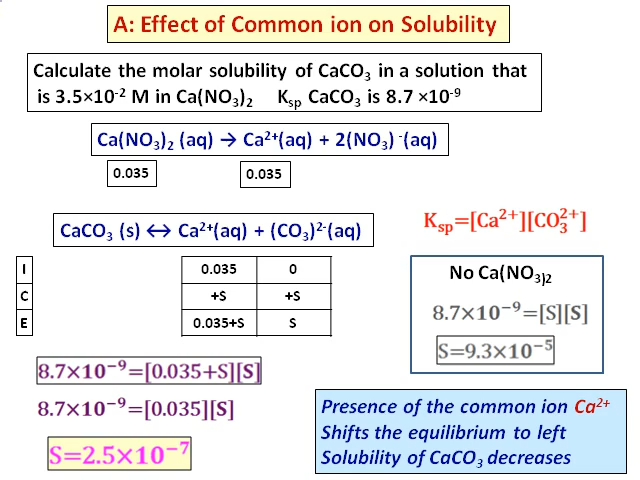 A: Effect of Common ion on Solubility
Calculate the molar solubility of CaCO₃ in a solution that
is 3.5×10⁻² M in Ca(NO₃)₂ Kₛₚ CaCO₃ is 8.7 ×10⁻⁹
Ca(NO₃)₂ (aq) → Ca²⁺(aq) + 2(NO₃) ⁻(aq)
0.035 0.035
CaCO₃ (s) ↔ Ca²⁺(aq) + (CO₃)²⁻(aq)
Kₛₚ=[Ca²⁺][CO₃²⁺]
I 0.035 0
C +S +S
E 0.035+S S
No Ca(NO₃)₂
8.7×10⁻⁹=[S][S]
S=9.3×10⁻⁵
8.7×10⁻⁹=[0.035+S][S]
8.7×10⁻⁹=[0.035][S]
S=2.5×10⁻⁷
Presence of the common ion Ca²⁺
Shifts the equilibrium to left
Solubility of CaCO₃ decreases